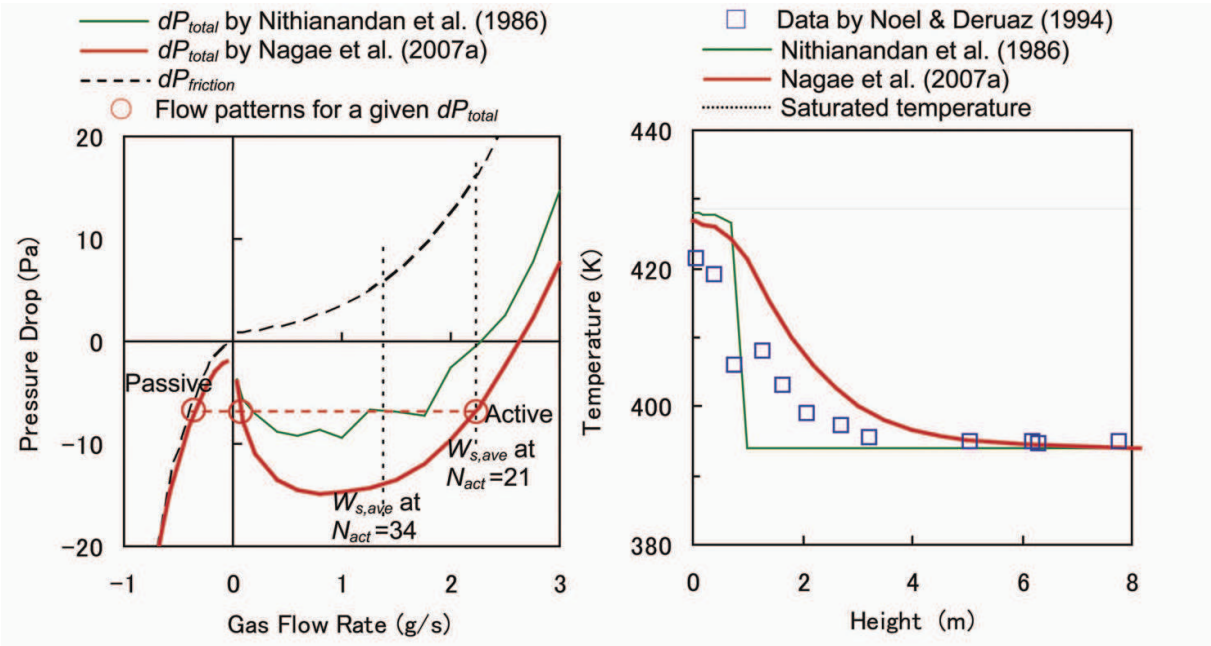 dPtotal by Nithianandan et al. (1986)
dPtotal by Nagae et al. (2007a)
dPfriction
Flow patterns for a given dPtotal
20
10
0
−10
−20
−1
0
1
2
3
Pressure Drop (Pa)
Gas Flow Rate (g/s)
Passive
Active
Ws,ave at
Nact=21
Ws,ave at
Nact=34
Data by Noel & Deruaz (1994)
Nithianandan et al. (1986)
Nagae et al. (2007a)
Saturated temperature
440
420
400
380
0
2
4
6
8
Temperature (K)
Height (m)